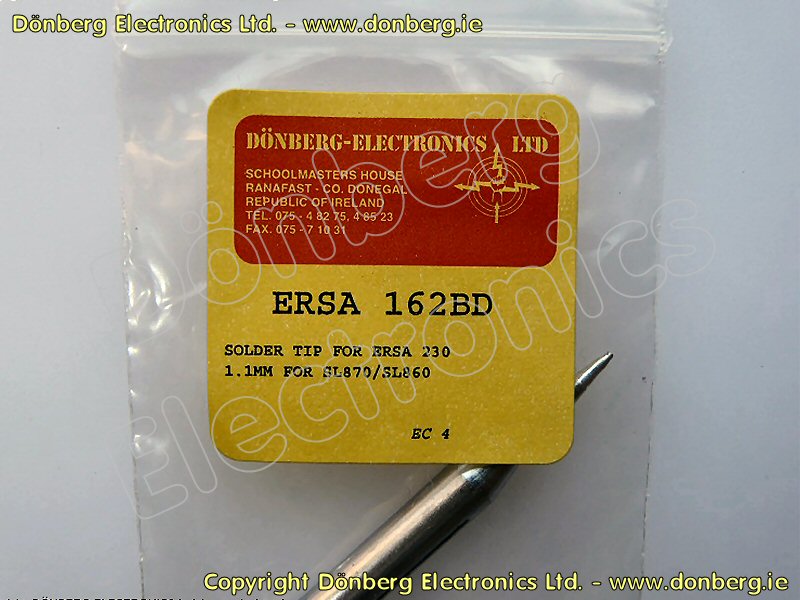 Dönberg Electronics Ltd. - www.donberg.ie
DÖNBERG-ELECTRONICS LTD
SCHOOLMASTERS HOUSE
RANAFAST - CO. DONEGAL
REPUBLIC OF IRELAND
TEL. 075 - 4 82 75, 4 85 23
FAX. 075 - 7 10 31
Dönberg
Electronics
ERSA 162BD
SOLDER TIP FOR ERSA 230
1.1MM FOR SL870/SL860
EC 4
Copyright Dönberg Electronics Ltd. - www.donberg.ie